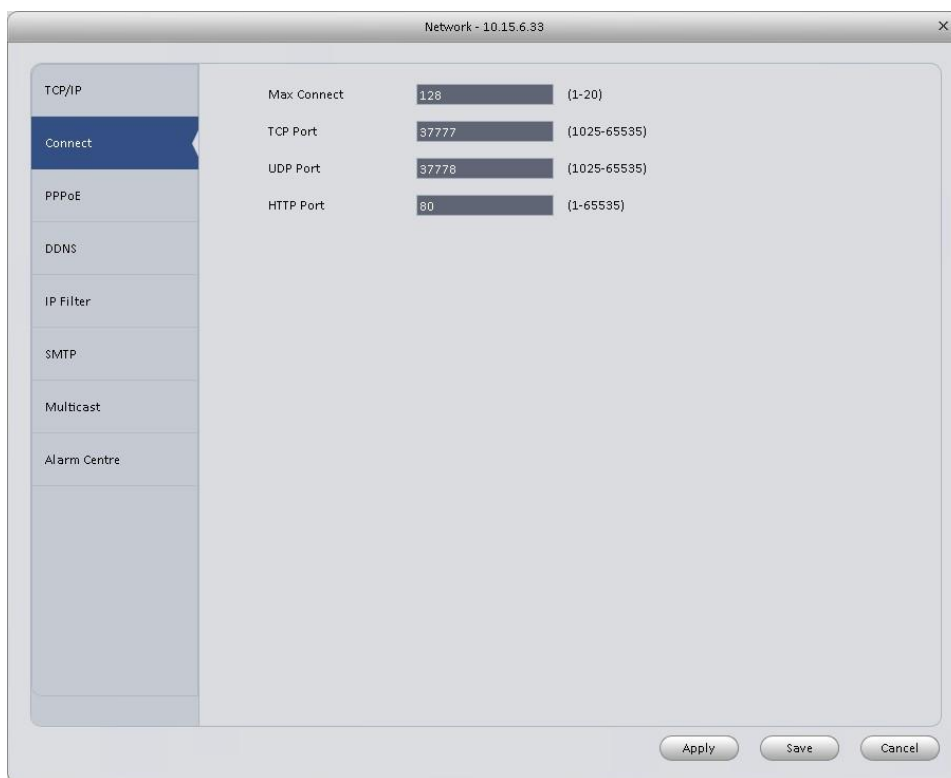 Network - 10.15.6.33
TCP/IP
Connect
PPPoE
DDNS
IP Filter
SMTP
Multicast
Alarm Centre
Max Connect 128 (1-20)
TCP Port 37777 (1025-65535)
UDP Port 37778 (1025-65535)
HTTP Port 80 (1-65535)
Apply Save Cancel